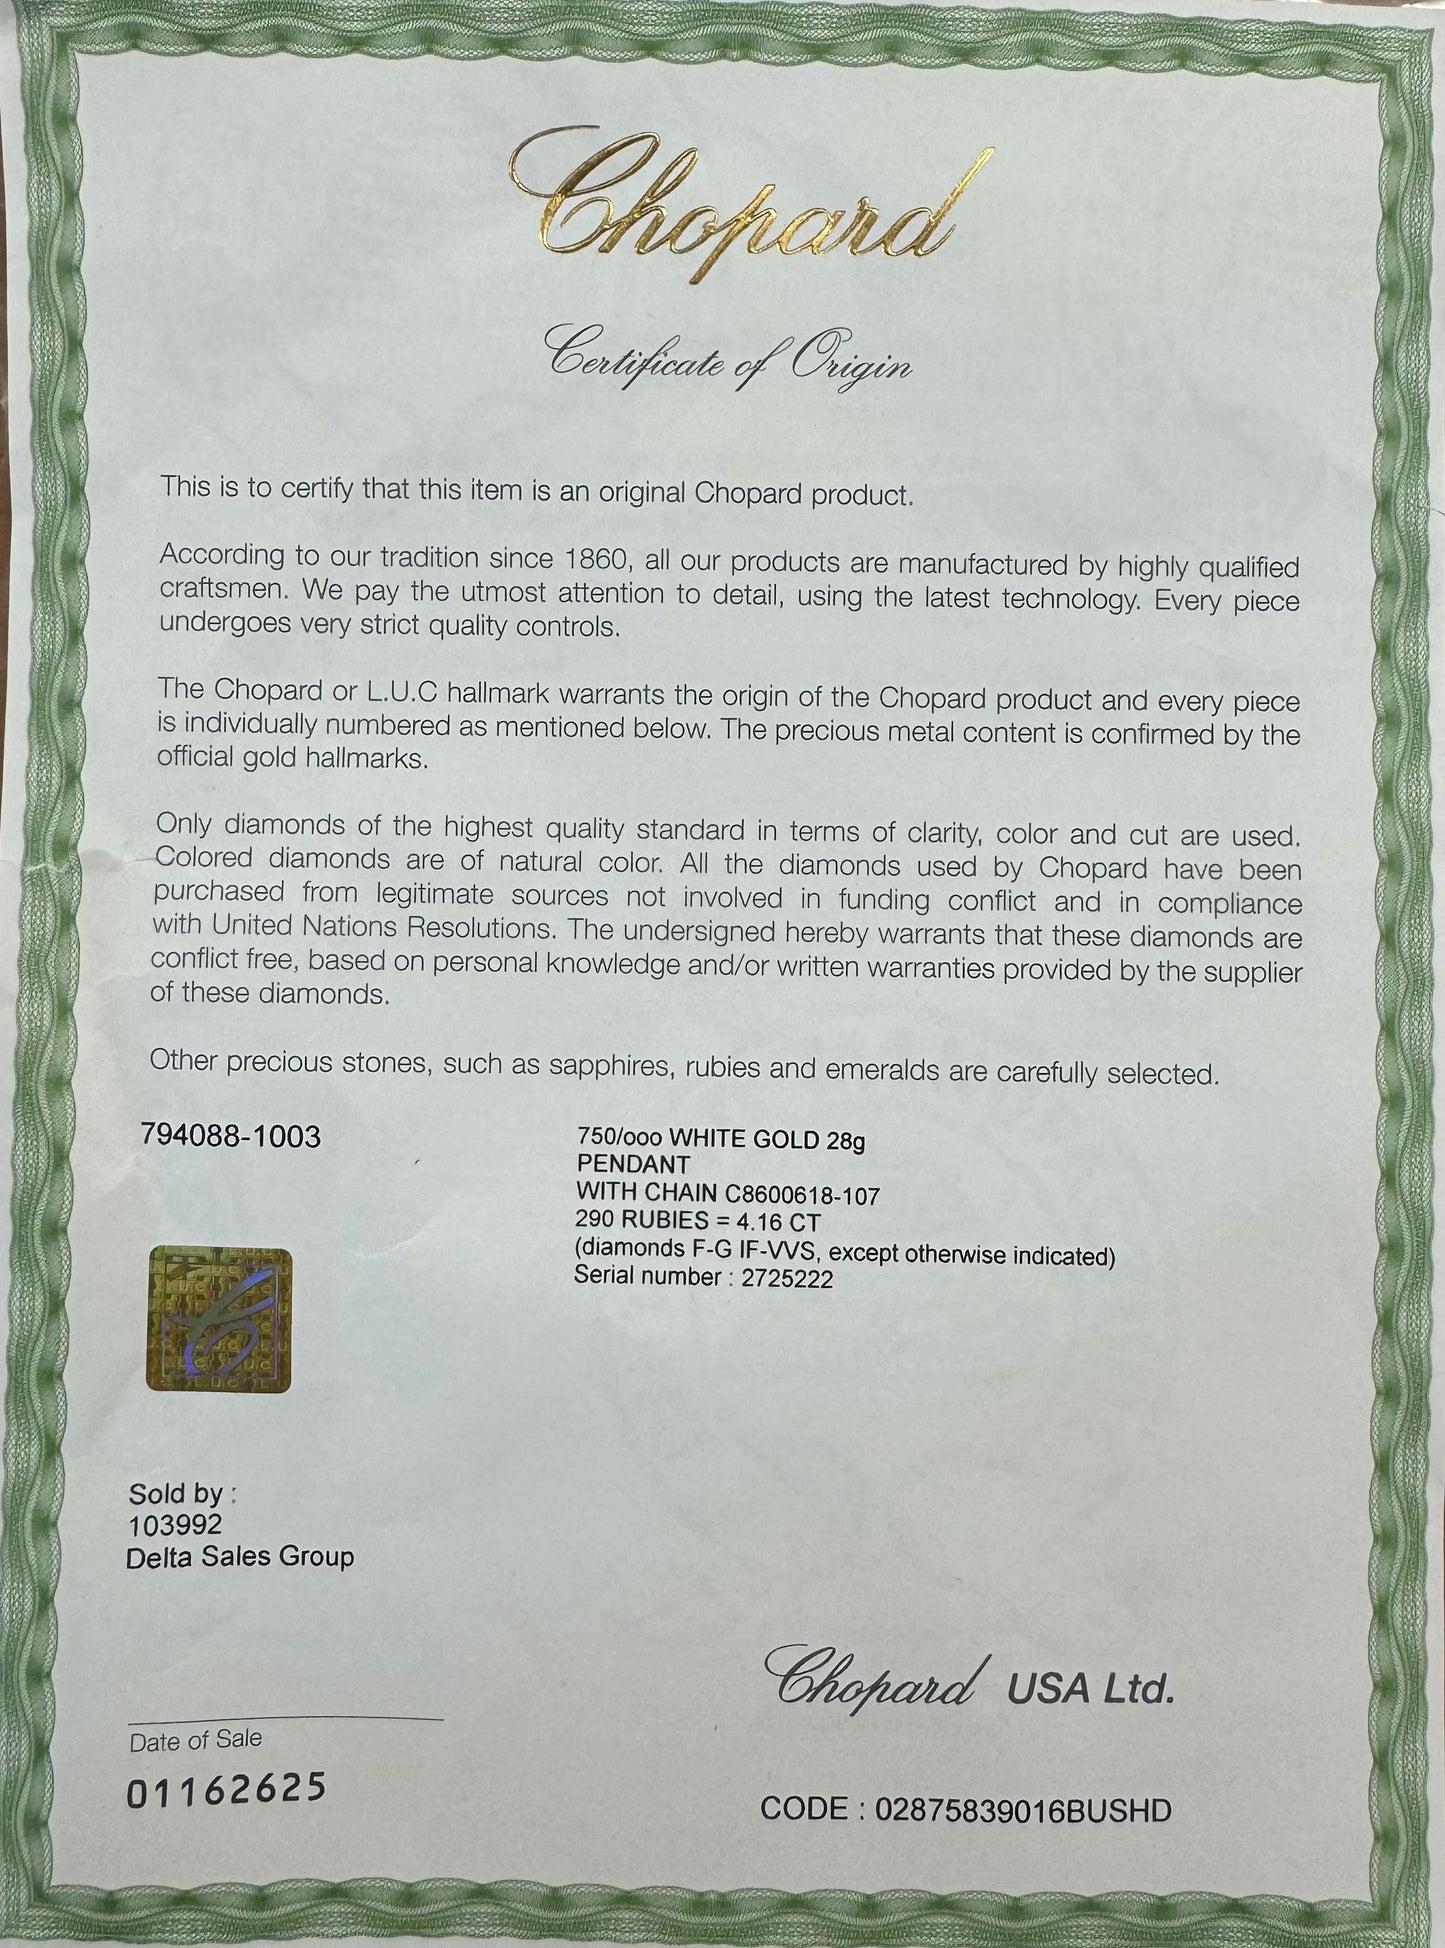 Chopard
Certificate of Origin
This is to certify that this item is an original Chopard product.
According to our tradition since 1860, all our products are manufactured by highly qualified
craftsmen. We pay the utmost attention to detail, using the latest technology. Every piece
undergoes very strict quality controls.
The Chopard or L.U.C hallmark warrants the origin of the Chopard product and every piece
is individually numbered as mentioned below. The precious metal content is confirmed by the
official gold hallmarks.
Only diamonds of the highest quality standard in terms of clarity, color and cut are used.
Colored diamonds are of natural color. All the diamonds used by Chopard have been
purchased from legitimate sources not involved in funding conflict and in compliance
with United Nations Resolutions. The undersigned hereby warrants that these diamonds are
conflict free, based on personal knowledge and/or written warranties provided by the supplier
of these diamonds.
Other precious stones, such as sapphires, rubies and emeralds are carefully selected.
794088-1003
750/ooo WHITE GOLD 28g
PENDANT
WITH CHAIN C8600618-107
290 RUBIES = 4.16 CT
(diamonds F-G IF-VVS, except otherwise indicated)
Serial number : 2725222
Sold by :
103992
Delta Sales Group
Chopard USA Ltd.
Date of Sale
01162625
CODE : 02875839016BUSHD